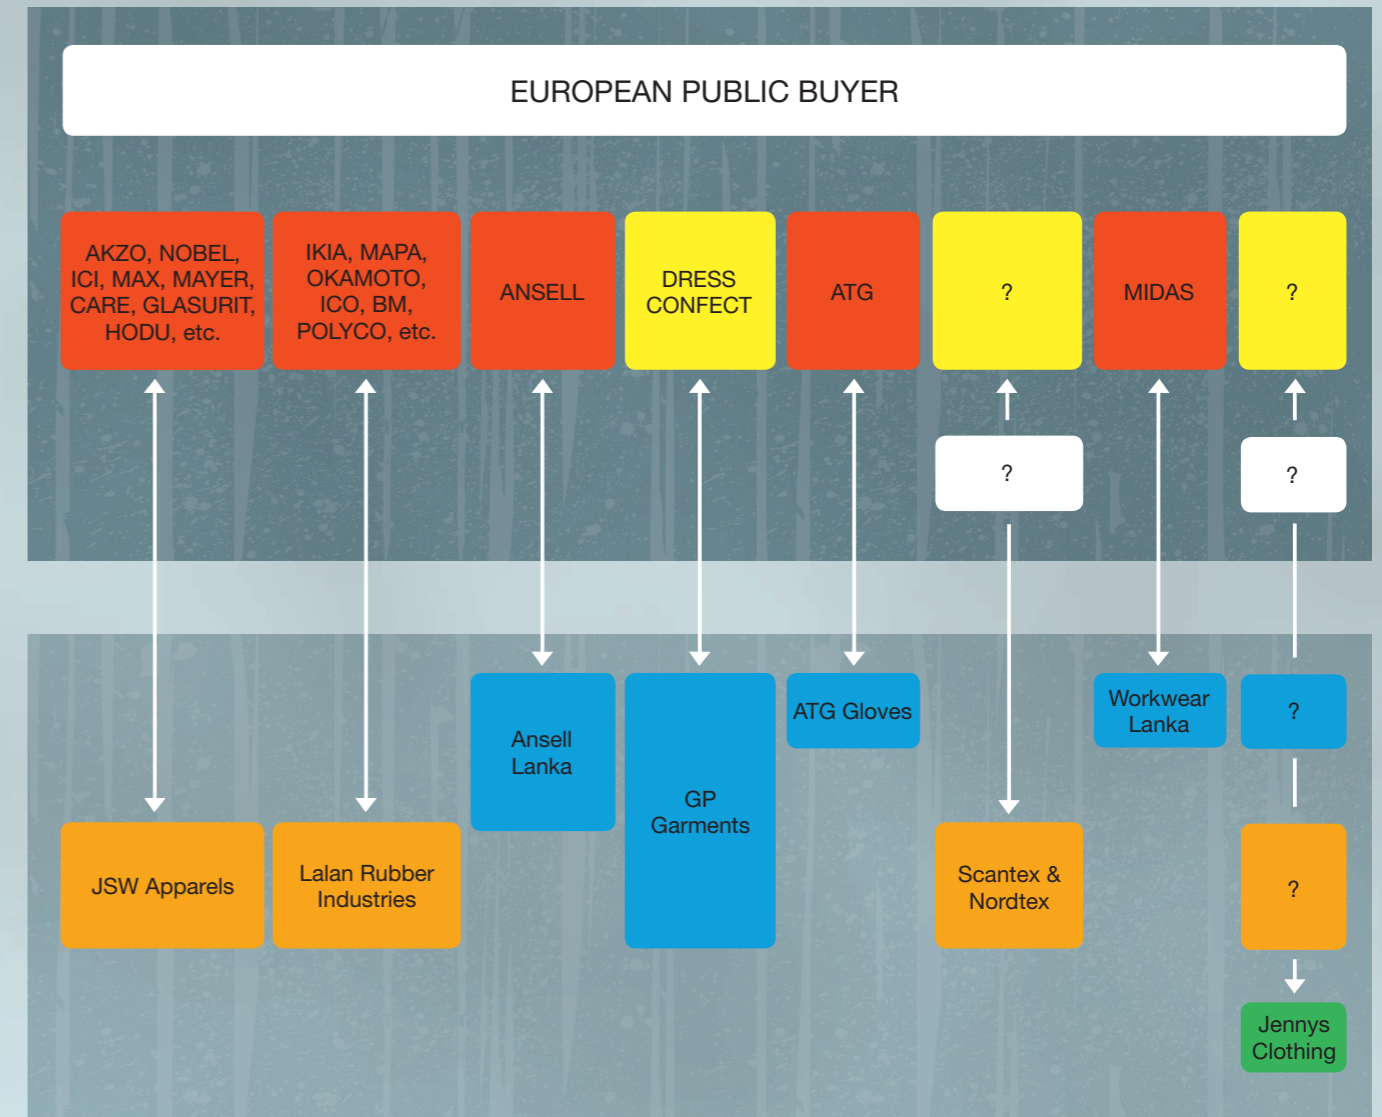 EUROPEAN PUBLIC BUYER
AKZO, NOBEL,
ICI, MAX, MAYER,
CARE, GLASURIT,
HODU, etc.
IKIA, MAPA,
OKAMOTO,
ICO, BM,
POLYCO, etc.
ANSELL
DRESS
CONFECT
ATG
?
MIDAS
?
?
?
Ansell
Lanka
GP
Garments
ATG Gloves
Workwear
Lanka
?
JSW Apparels
Lalan Rubber
Industries
Scantex &
Nordtex
?
Jennys
Clothing